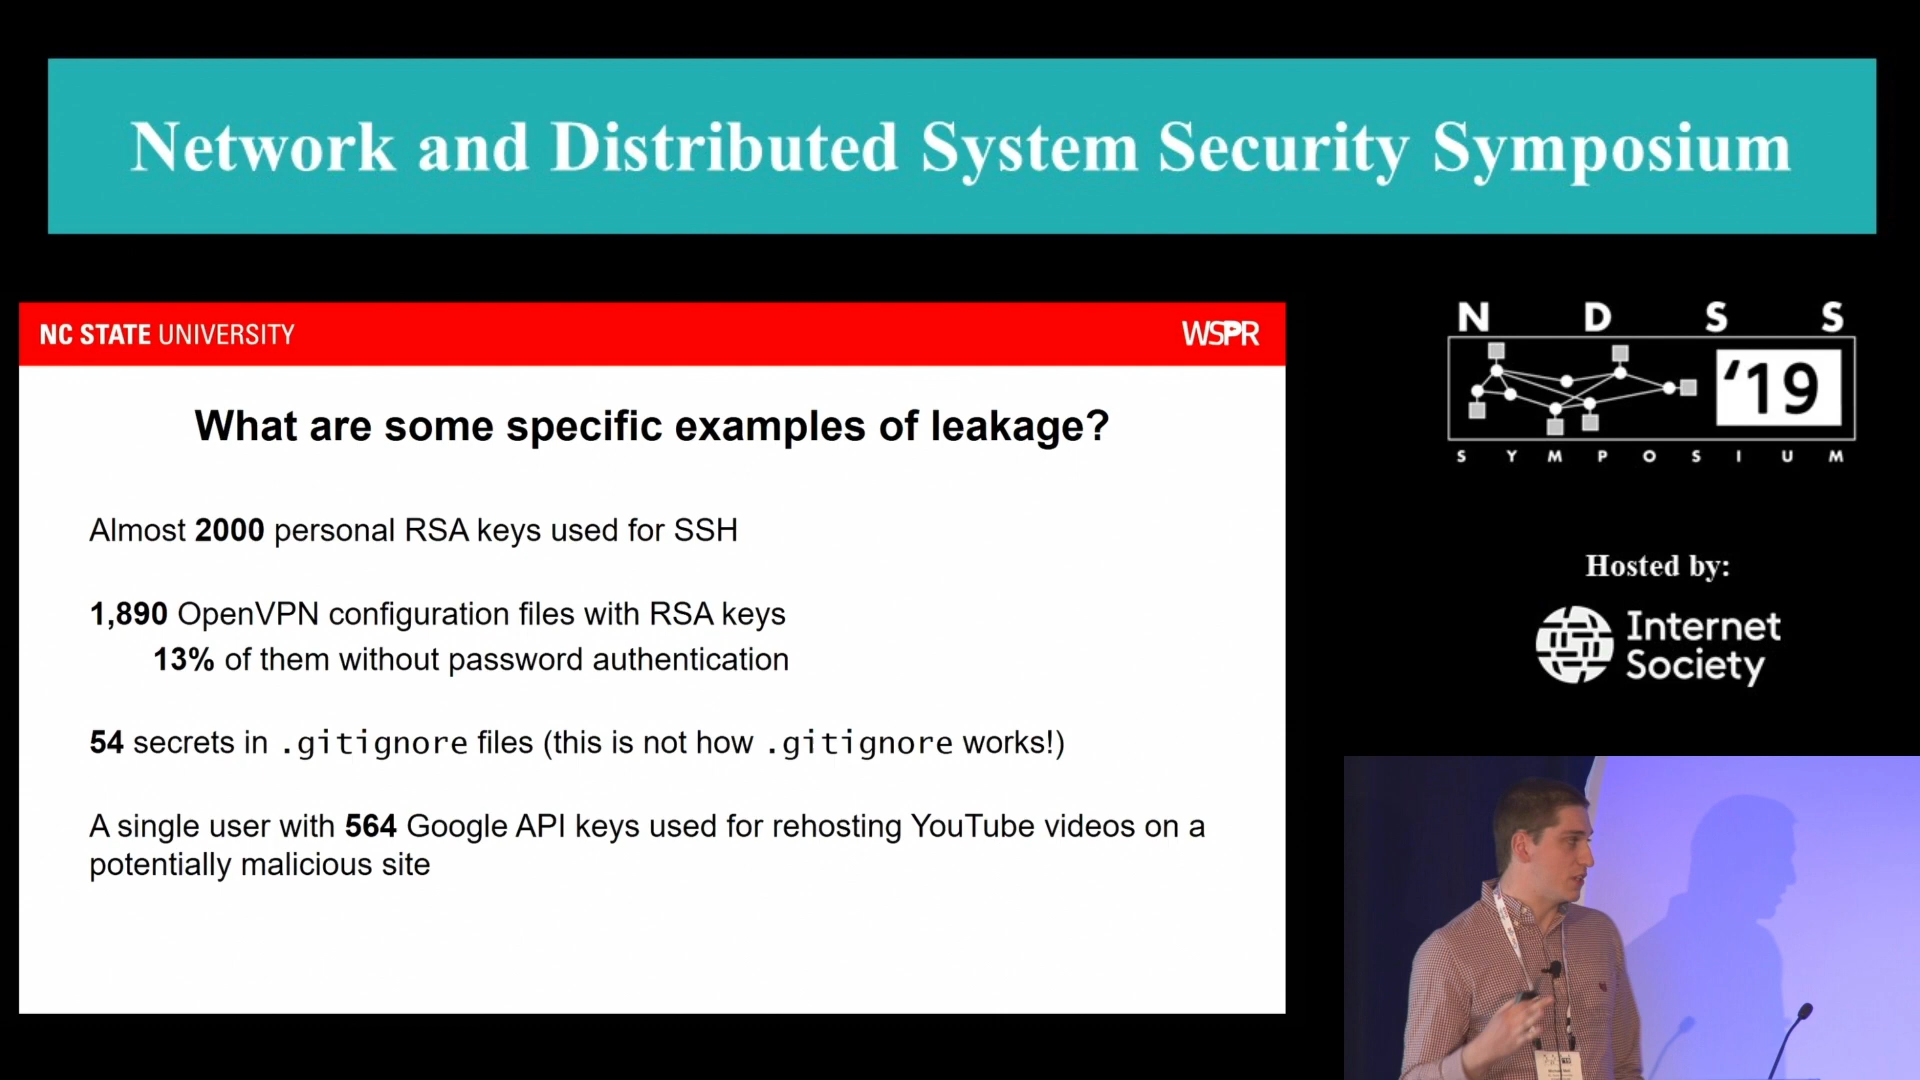 Network and Distributed System Security Symposium
NC STATE UNIVERSITY
WSPR
What are some specific examples of leakage?
Almost 2000 personal RSA keys used for SSH
1,890 OpenVPN configuration files with RSA keys
13% of them without password authentication
54 secrets in .gitignore files (this is not how .gitignore works!)
A single user with 564 Google API keys used for rehosting YouTube videos on a
potentially malicious site
N D S S
'19
S Y M P O S I U M
Hosted by:
Internet
Society